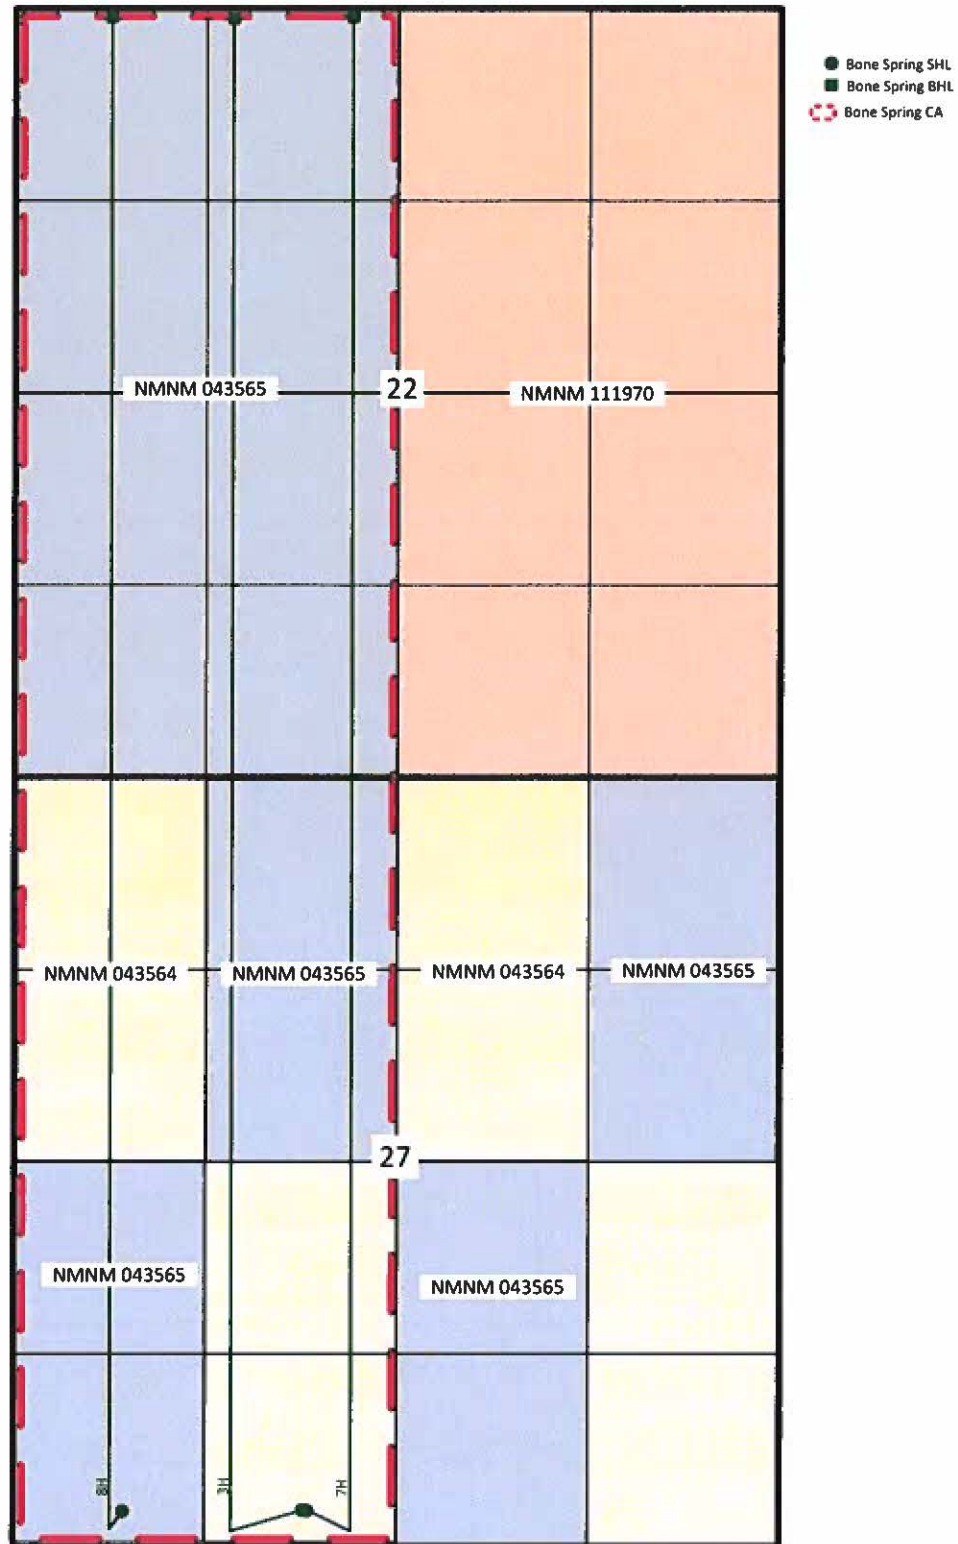 Bone Spring SHL
Bone Spring BHL
Bone Spring CA
NMNM 043565
22
NMNM 111970
NMNM 043564
NMNM 043565
NMNM 043564
NMNM 043565
27
NMNM 043565
NMNM 043565
8H
3H
7H